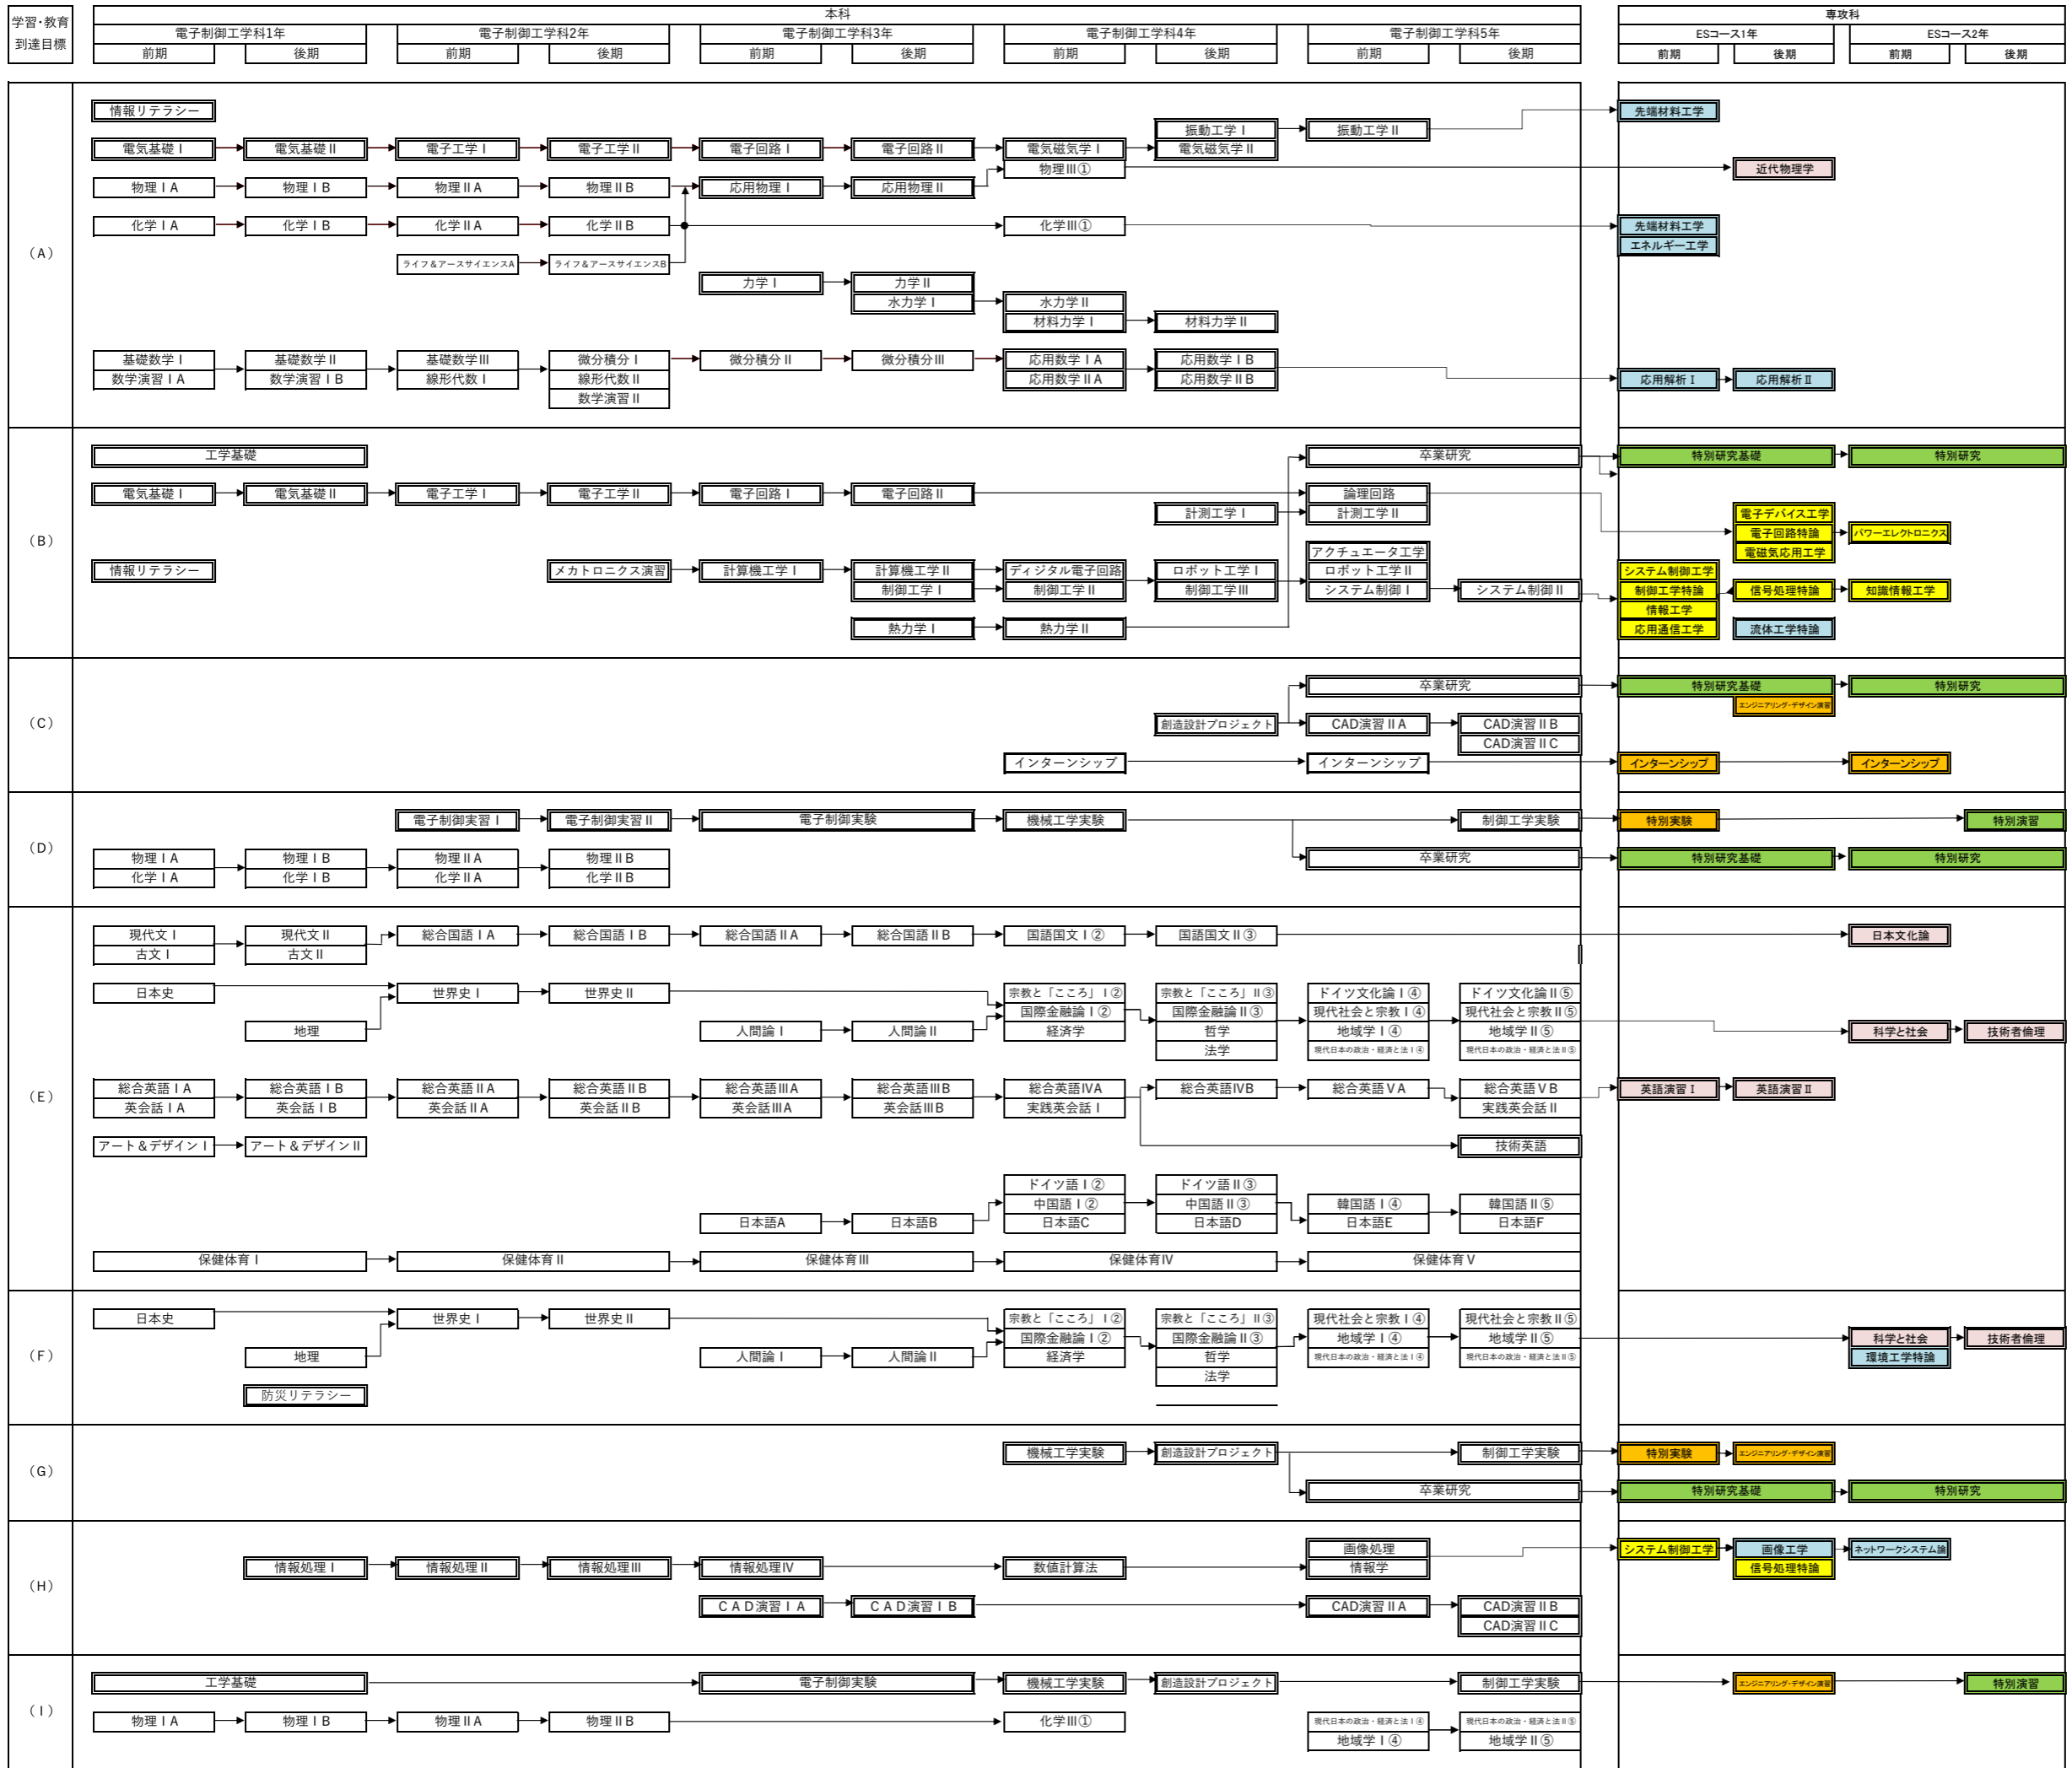 学習・教育
到達目標
本科
専攻科
電子制御工学科1年 電子制御工学科2年 電子制御工学科3年 電子制御工学科4年 電子制御工学科5年 ESコース1年 ESコース2年
前期 後期 前期 後期 前期 後期 前期 後期 前期 後期 前期 後期 前期 後期
(A)
情報リテラシー 先端材料工学
振動工学Ⅰ 振動工学Ⅱ
電気基礎Ⅰ 電気基礎Ⅱ 電子工学Ⅰ 電子工学Ⅱ 電子回路Ⅰ 電子回路Ⅱ 電気磁気学Ⅰ 電気磁気学Ⅱ
物理Ⅲ① 近代物理学
物理ⅠA 物理ⅠB 物理ⅡA 物理ⅡB 応用物理Ⅰ 応用物理Ⅱ
化学ⅠA 化学ⅠB 化学ⅡA 化学ⅡB 化学Ⅲ① 先端材料工学
エネルギー工学
ライフ&アースサイエンスA ライフ&アースサイエンスB
力学Ⅰ 力学Ⅱ
水力学Ⅰ 水力学Ⅱ
材料力学Ⅰ 材料力学Ⅱ
基礎数学Ⅰ 基礎数学Ⅱ 基礎数学Ⅲ 微分積分Ⅰ 微分積分Ⅱ 微分積分Ⅲ 応用数学ⅠA 応用数学ⅠB
数学演習ⅠA 数学演習ⅠB 線形代数Ⅰ 線形代数Ⅱ 応用数学ⅡA 応用数学ⅡB 応用解析Ⅰ 応用解析Ⅱ
数学演習Ⅱ
(B)
工学基礎 卒業研究 特別研究基礎 特別研究
電気基礎Ⅰ 電気基礎Ⅱ 電子工学Ⅰ 電子工学Ⅱ 電子回路Ⅰ 電子回路Ⅱ 論理回路
計測工学Ⅰ 計測工学Ⅱ 電子デバイス工学
電子回路特論 パワーエレクトロニクス
アクチュエータ工学 電磁気応用工学
情報リテラシー メカトロニクス演習 計算機工学Ⅰ 計算機工学Ⅱ ディジタル電子回路 ロボット工学Ⅰ ロボット工学Ⅱ システム制御工学
制御工学Ⅰ 制御工学Ⅱ 制御工学Ⅲ システム制御Ⅰ システム制御Ⅱ 制御工学特論 信号処理特論 知識情報工学
情報工学
熱力学Ⅰ 熱力学Ⅱ 応用通信工学 流体工学特論
(C)
卒業研究 特別研究基礎 特別研究
エンジニアリング・デザイン演習
創造設計プロジェクト CAD演習ⅡA CAD演習ⅡB
CAD演習ⅡC
インターンシップ インターンシップ インターンシップ インターンシップ
(D)
電子制御実習Ⅰ 電子制御実習Ⅱ 電子制御実験 機械工学実験 制御工学実験 特別実験 特別演習
物理ⅠA 物理ⅠB 物理ⅡA 物理ⅡB 卒業研究 特別研究基礎 特別研究
化学ⅠA 化学ⅠB 化学ⅡA 化学ⅡB
(E)
現代文Ⅰ 現代文Ⅱ 総合国語ⅠA 総合国語ⅠB 総合国語ⅡA 総合国語ⅡB 国語国文Ⅰ② 国語国文Ⅱ③ 日本文化論
古文Ⅰ 古文Ⅱ
日本史 世界史Ⅰ 世界史Ⅱ 宗教と「こころ」Ⅰ② 宗教と「こころ」Ⅱ③ ドイツ文化論Ⅰ④ ドイツ文化論Ⅱ⑤
国際金融論Ⅰ② 国際金融論Ⅱ③ 現代社会と宗教Ⅰ④ 現代社会と宗教Ⅱ⑤
地理 人間論Ⅰ 人間論Ⅱ 経済学 哲学 地域学Ⅰ④ 地域学Ⅱ⑤ 科学と社会 技術者倫理
法学 現代日本の政治・経済と法Ⅰ④ 現代日本の政治・経済と法Ⅱ⑤
総合英語ⅠA 総合英語ⅠB 総合英語ⅡA 総合英語ⅡB 総合英語ⅢA 総合英語ⅢB 総合英語ⅣA 総合英語ⅣB 総合英語ⅤA 総合英語ⅤB 英語演習Ⅰ 英語演習Ⅱ
英会話ⅠA 英会話ⅠB 英会話ⅡA 英会話ⅡB 英会話ⅢA 英会話ⅢB 実践英会話Ⅰ 実践英会話Ⅱ
アート&デザインⅠ アート&デザインⅡ 技術英語
ドイツ語Ⅰ② ドイツ語Ⅱ③
中国語Ⅰ② 中国語Ⅱ③ 韓国語Ⅰ④ 韓国語Ⅱ⑤
日本語A 日本語B 日本語C 日本語D 日本語E 日本語F
保健体育Ⅰ 保健体育Ⅱ 保健体育Ⅲ 保健体育Ⅳ 保健体育Ⅴ
(F)
日本史 世界史Ⅰ 世界史Ⅱ 宗教と「こころ」Ⅰ② 宗教と「こころ」Ⅱ③ 現代社会と宗教Ⅰ④ 現代社会と宗教Ⅱ⑤
国際金融論Ⅰ② 国際金融論Ⅱ③ 地域学Ⅰ④ 地域学Ⅱ⑤ 科学と社会 技術者倫理
地理 人間論Ⅰ 人間論Ⅱ 経済学 哲学 現代日本の政治・経済と法Ⅰ④ 現代日本の政治・経済と法Ⅱ⑤ 環境工学特論
法学
防災リテラシー
(G)
機械工学実験 創造設計プロジェクト 制御工学実験 特別実験 エンジニアリング・デザイン演習
卒業研究 特別研究基礎 特別研究
(H)
画像処理 システム制御工学 画像工学 ネットワークシステム論
情報処理Ⅰ 情報処理Ⅱ 情報処理Ⅲ 情報処理Ⅳ 数値計算法 情報学 信号処理特論
CAD演習ⅠA CAD演習ⅠB CAD演習ⅡA CAD演習ⅡB
CAD演習ⅡC
(I)
工学基礎 電子制御実験 機械工学実験 創造設計プロジェクト 制御工学実験 エンジニアリング・デザイン演習 特別演習
物理ⅠA 物理ⅠB 物理ⅡA 物理ⅡB 化学Ⅲ① 現代日本の政治・経済と法Ⅰ④ 現代日本の政治・経済と法Ⅱ⑤
地域学Ⅰ④ 地域学Ⅱ⑤